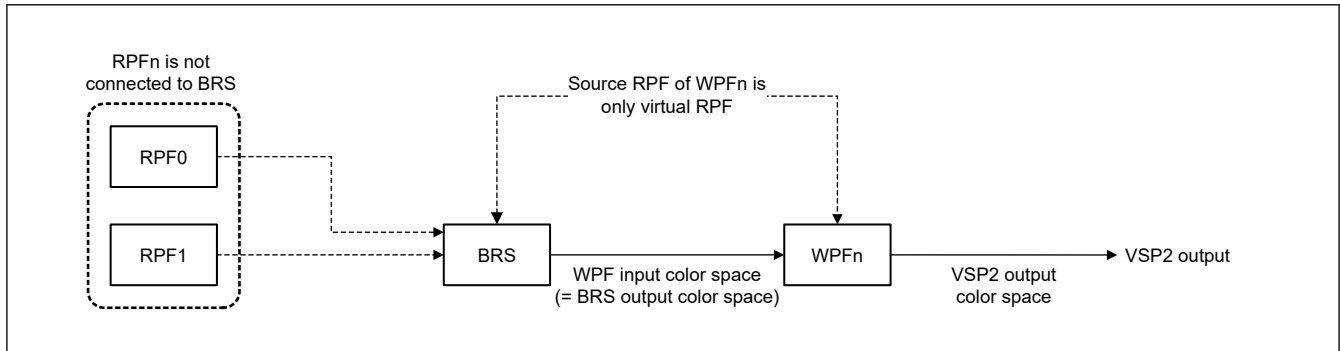 RPFn is not
connected to BRS
Source RPF of WPFn is
only virtual RPF
RPF0
RPF1
BRS
WPF input color space
(= BRS output color space)
WPFn
VSP2 output
color space
VSP2 output